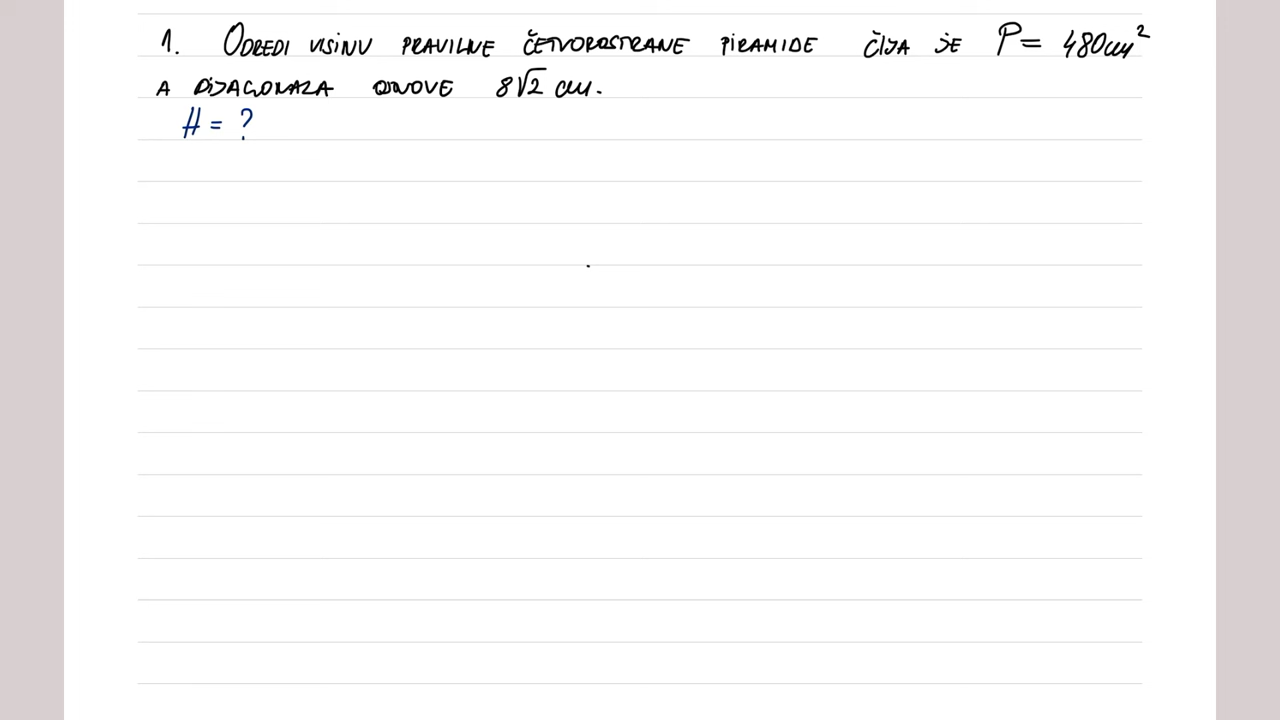 1. ODREDI VISINU PRAVILNE ČETVOROSTRANE PIRAMIDE ČIJA JE P = 480cm²
A DIJAGONALA OSNOVE 8√2 cm.
H = ?